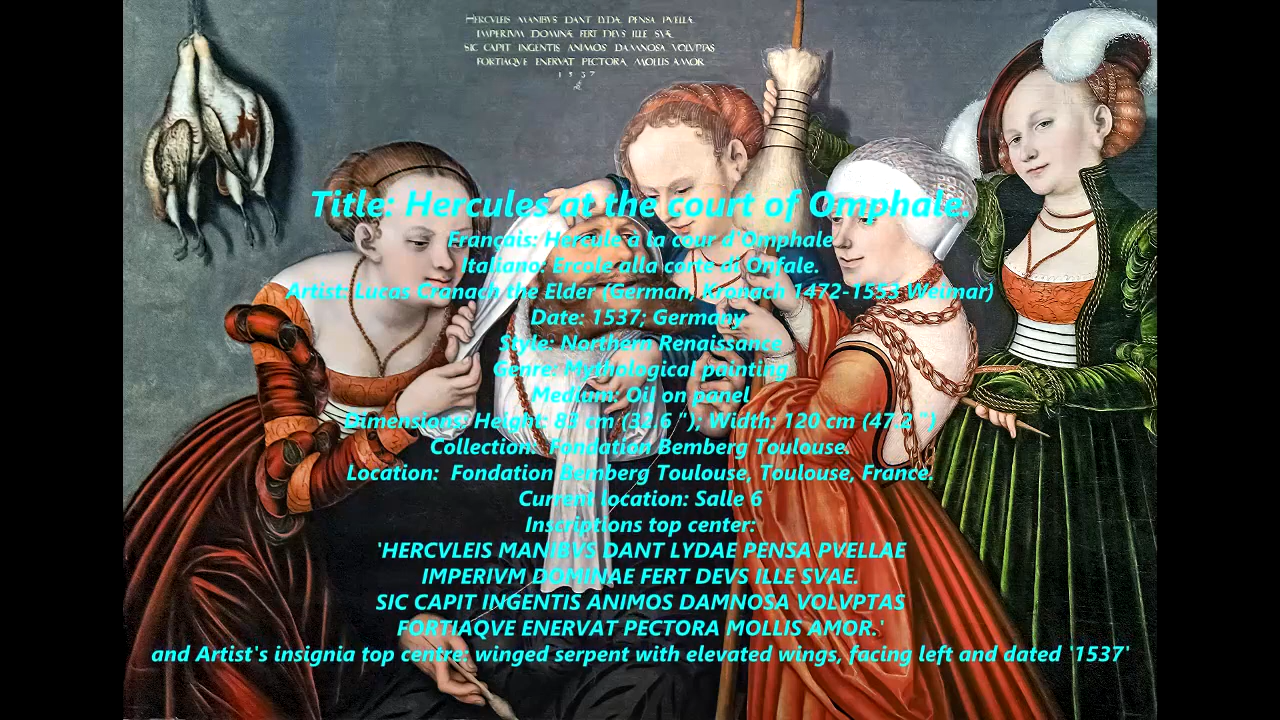 HERCVLEIS MANIBVS DANT LYDÆ PENSA PVELLÆ
IMPERIVM DOMINÆ FERT DEVS ILLE SVÆ.
SIC CAPIT INGENTIS ANIMOS DAMNOSA VOLVPTAS
FORTIAQVE ENERVAT PECTORA MOLLIS AMOR
1537
Title: Hercules at the court of Omphale.
Français: Hercule à la cour d'Omphale
Italiano: Ercole alla corte di Onfale.
Artist: Lucas Cranach the Elder (German, Kronach 1472-1553 Weimar)
Date: 1537; Germany
Style: Northern Renaissance
Genre: Mythological painting
Medium: Oil on panel
Dimensions: Height: 83 cm (32.6 ″); Width: 120 cm (47.2 ″)
Collection: Fondation Bemberg Toulouse.
Location: Fondation Bemberg Toulouse, Toulouse, France.
Current location: Salle 6
Inscriptions top center:
'HERCVLEIS MANIBVS DANT LYDAE PENSA PVELLAE
IMPERIVM DOMINAE FERT DEVS ILLE SVAE.
SIC CAPIT INGENTIS ANIMOS DAMNOSA VOLVPTAS
FORTIAQVE ENERVAT PECTORA MOLLIS AMOR.'
and Artist's insignia top centre: winged serpent with elevated wings, facing left and dated '1537'